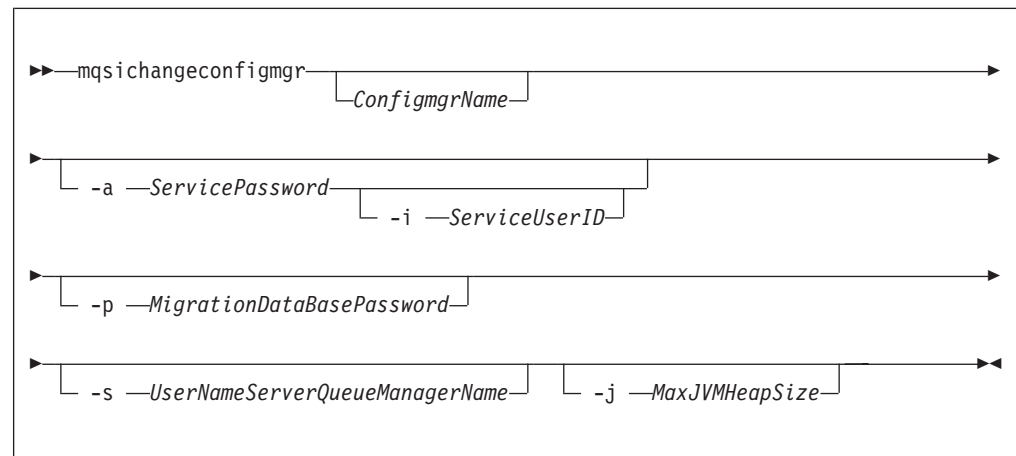 mqsichangeconfigmgr
ConfigmgrName
-a ServicePassword
-i ServiceUserID
-p MigrationDataBasePassword
-s UserNameServerQueueManagerName -j MaxJVMHeapSize